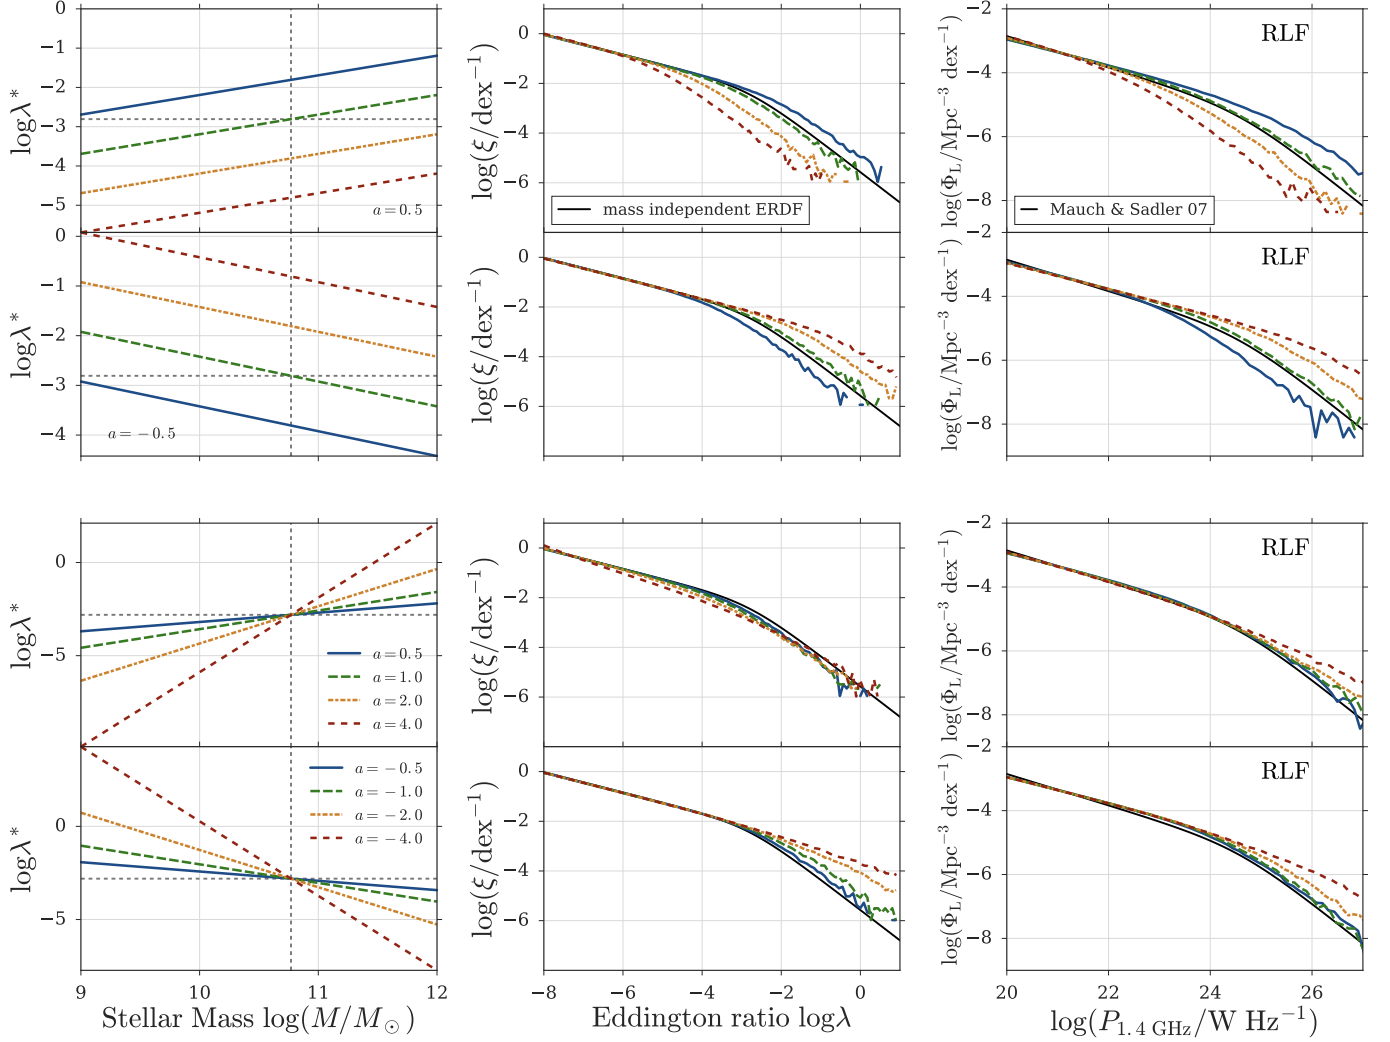 0
−1
−2
−3
−4
−5
logλ*
a = 0.5
0
−2
−4
−6
log(ξ/dex⁻¹)
mass independent ERDF
−2
−4
−6
−8
log(Φ_L/Mpc⁻³ dex⁻¹)
RLF
Mauch & Sadler 07
0
−1
−2
−3
−4
logλ*
a = −0.5
0
−2
−4
−6
log(ξ/dex⁻¹)
−2
−4
−6
−8
log(Φ_L/Mpc⁻³ dex⁻¹)
RLF
0
−5
logλ*
a = 0.5
a = 1.0
a = 2.0
a = 4.0
0
−2
−4
−6
log(ξ/dex⁻¹)
−2
−4
−6
−8
log(Φ_L/Mpc⁻³ dex⁻¹)
RLF
0
−5
logλ*
a = −0.5
a = −1.0
a = −2.0
a = −4.0
9 10 11 12
Stellar Mass log(M/M⊙)
0
−2
−4
−6
log(ξ/dex⁻¹)
−8 −6 −4 −2 0
Eddington ratio logλ
−2
−4
−6
−8
log(Φ_L/Mpc⁻³ dex⁻¹)
RLF
20 22 24 26
log(P_1.4 GHz/W Hz⁻¹)